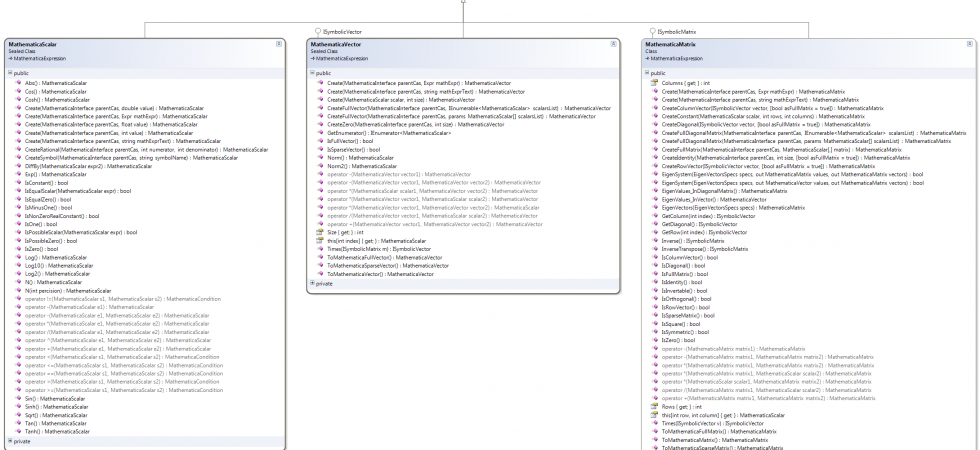 MathematicaScalar
Sealed Class
MathematicaExpression
public
Abs() : MathematicaScalar
Cos() : MathematicaScalar
Cosh() : MathematicaScalar
Create(MathematicaInterface parentCas, double value) : MathematicaScalar
Create(MathematicaInterface parentCas, Expr mathExpr) : MathematicaScalar
Create(MathematicaInterface parentCas, float value) : MathematicaScalar
Create(MathematicaInterface parentCas, int value) : MathematicaScalar
Create(MathematicaInterface parentCas, string mathExprText) : MathematicaScalar
CreateRational(MathematicaInterface parentCas, int numerator, int denominator) : MathematicaScalar
CreateSymbol(MathematicaInterface parentCas, string symbolName) : MathematicaScalar
DiffBy(MathematicaScalar expr2) : MathematicaScalar
Exp() : MathematicaScalar
IsConstant() : bool
IsEqualScalar(MathematicaScalar expr) : bool
IsEqualZero() : bool
IsMinusOne() : bool
IsNonZeroRealConstant() : bool
IsOne() : bool
IsPossibleScalar(MathematicaScalar expr) : bool
IsPossibleZero() : bool
IsZero() : bool
Log() : MathematicaScalar
Log10() : MathematicaScalar
Log2() : MathematicaScalar
N() : MathematicaScalar
N(int percision) : MathematicaScalar
operator !=(MathematicaScalar s1, MathematicaScalar s2) : MathematicaCondition
operator -(MathematicaScalar e1) : MathematicaScalar
operator -(MathematicaScalar e1, MathematicaScalar e2) : MathematicaScalar
operator *(MathematicaScalar e1, MathematicaScalar e2) : MathematicaScalar
operator /(MathematicaScalar e1, MathematicaScalar e2) : MathematicaScalar
operator ^(MathematicaScalar e1, MathematicaScalar e2) : MathematicaScalar
operator +(MathematicaScalar e1, MathematicaScalar e2) : MathematicaScalar
operator <(MathematicaScalar s1, MathematicaScalar s2) : MathematicaCondition
operator <=(MathematicaScalar s1, MathematicaScalar s2) : MathematicaCondition
operator ==(MathematicaScalar s1, MathematicaScalar s2) : MathematicaCondition
operator >(MathematicaScalar s1, MathematicaScalar s2) : MathematicaCondition
operator >=(MathematicaScalar s1, MathematicaScalar s2) : MathematicaCondition
Sin() : MathematicaScalar
Sinh() : MathematicaScalar
Sqrt() : MathematicaScalar
Tan() : MathematicaScalar
Tanh() : MathematicaScalar
private
ISymbolicVector
MathematicaVector
Sealed Class
MathematicaExpression
public
Create(MathematicaInterface parentCas, Expr mathExpr) : MathematicaVector
Create(MathematicaInterface parentCas, string mathExprText) : MathematicaVector
Create(MathematicaScalar scalar, int size) : MathematicaVector
CreateFullVector(MathematicaInterface parentCas, IEnumerable<MathematicaScalar> scalarsList) : MathematicaVector
CreateFullVector(MathematicaInterface parentCas, params MathematicaScalar[] scalarsList) : MathematicaVector
CreateZero(MathematicaInterface parentCas, int size) : MathematicaVector
GetEnumerator() : IEnumerator<MathematicaScalar>
IsFullVector() : bool
IsSparseVector() : bool
Norm() : MathematicaScalar
Norm2() : MathematicaScalar
operator -(MathematicaVector vector1) : MathematicaVector
operator -(MathematicaVector vector1, MathematicaVector vector2) : MathematicaVector
operator *(MathematicaScalar scalar1, MathematicaVector vector2) : MathematicaVector
operator *(MathematicaVector vector1, MathematicaScalar scalar2) : MathematicaVector
operator *(MathematicaVector vector1, MathematicaVector vector2) : MathematicaScalar
operator /(MathematicaVector vector1, MathematicaScalar scalar2) : MathematicaVector
operator +(MathematicaVector vector1, MathematicaVector vector2) : MathematicaVector
Size { get; } : int
this[int index] { get; } : MathematicaScalar
Times(ISymbolicMatrix m) : ISymbolicVector
ToMathematicaFullVector() : MathematicaVector
ToMathematicaSparseVector() : MathematicaVector
ToMathematicaVector() : MathematicaVector
private
ISymbolicMatrix
MathematicaMatrix
Class
MathematicaExpression
public
Columns { get; } : int
Create(MathematicaInterface parentCas, Expr mathExpr) : MathematicaMatrix
Create(MathematicaInterface parentCas, string mathExprText) : MathematicaMatrix
CreateColumnVector(ISymbolicVector vector, [bool asFullMatrix = true]) : MathematicaMatrix
CreateConstant(MathematicaScalar scalar, int rows, int columns) : MathematicaMatrix
CreateDiagonal(ISymbolicVector vector, [bool asFullMatrix = true]) : MathematicaMatrix
CreateFullDiagonalMatrix(MathematicaInterface parentCas, IEnumerable<MathematicaScalar> scalarsList) : MathematicaMatrix
CreateFullDiagonalMatrix(MathematicaInterface parentCas, params MathematicaScalar[] scalarsList) : MathematicaMatrix
CreateFullMatrix(MathematicaInterface parentCas, MathematicaScalar[,] matrix) : MathematicaMatrix
CreateIdentity(MathematicaInterface parentCas, int size, [bool asFullMatrix = true]) : MathematicaMatrix
CreateRowVector(ISymbolicVector vector, [bool asFullMatrix = true]) : MathematicaMatrix
EigenSystem(EigenVectorsSpecs specs, out MathematicaMatrix values, out MathematicaMatrix vectors) : bool
EigenSystem(EigenVectorsSpecs specs, out MathematicaVector values, out MathematicaMatrix vectors) : bool
EigenValues_InDiagonalMatrix() : MathematicaMatrix
EigenValues_InVector() : MathematicaVector
EigenVectors(EigenVectorsSpecs specs) : MathematicaMatrix
GetColumn(int index) : ISymbolicVector
GetDiagonal() : ISymbolicVector
GetRow(int index) : ISymbolicVector
Inverse() : ISymbolicMatrix
InverseTranspose() : ISymbolicMatrix
IsColumnVector() : bool
IsDiagonal() : bool
IsFullMatrix() : bool
IsIdentity() : bool
IsInvertable() : bool
IsOrthogonal() : bool
IsRowVector() : bool
IsSparseMatrix() : bool
IsSquare() : bool
IsSymmetric() : bool
IsZero() : bool
operator -(MathematicaMatrix matrix1) : MathematicaMatrix
operator -(MathematicaMatrix matrix1, MathematicaMatrix matrix2) : MathematicaMatrix
operator *(MathematicaMatrix matrix1, MathematicaMatrix matrix2) : MathematicaMatrix
operator *(MathematicaMatrix matrix1, MathematicaScalar scalar2) : MathematicaMatrix
operator *(MathematicaScalar scalar1, MathematicaMatrix matrix2) : MathematicaMatrix
operator /(MathematicaMatrix matrix1, MathematicaScalar scalar2) : MathematicaMatrix
operator +(MathematicaMatrix matrix1, MathematicaMatrix matrix2) : MathematicaMatrix
Rows { get; } : int
this[int row, int column] { get; } : MathematicaScalar
Times(ISymbolicVector v) : ISymbolicVector
ToMathematicaFullMatrix() : MathematicaMatrix
ToMathematicaMatrix() : MathematicaMatrix
ToMathematicaSparseMatrix() : MathematicaMatrix